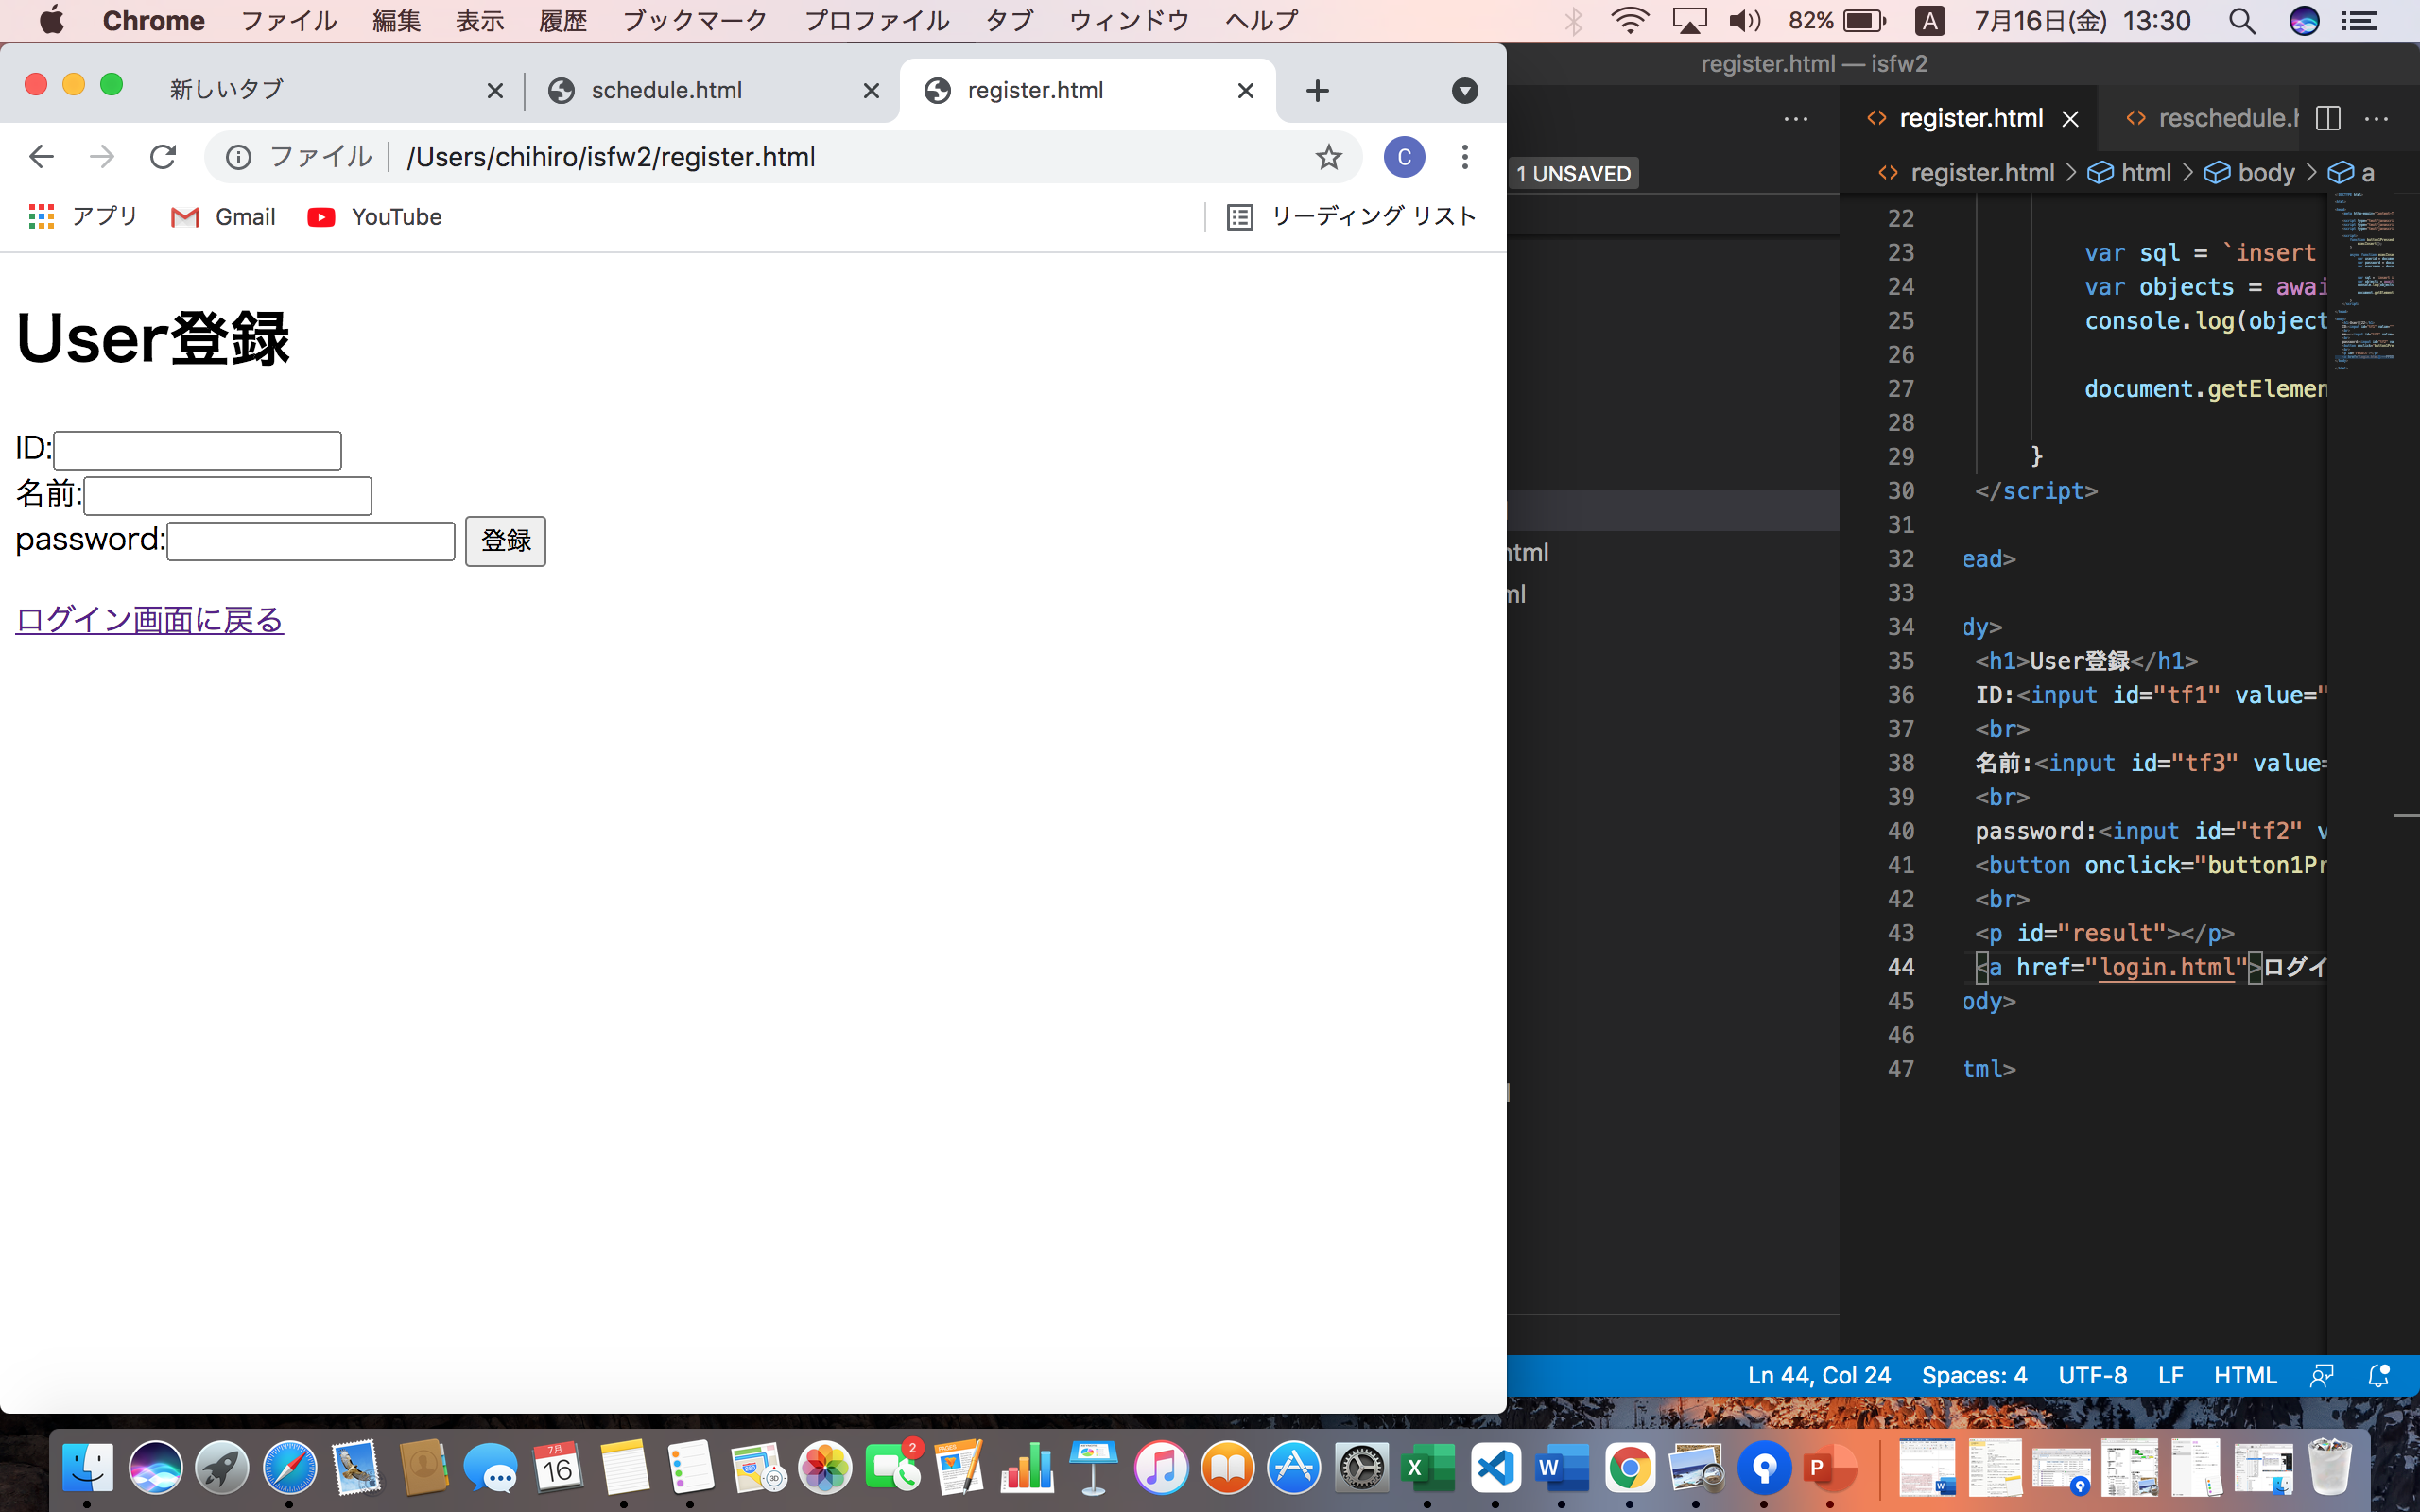 Chrome ファイル 編集 表示 履歴 ブックマーク プロファイル タブ ウィンドウ ヘルプ 82% A 7月16日(金) 13:30
新しいタブ schedule.html register.html
ファイル /Users/chihiro/isfw2/register.html C
アプリ Gmail YouTube リーディング リスト
User登録
ID:
名前:
password: 登録
ログイン画面に戻る
register.html — isfw2
register.html reschedule.h
1 UNSAVED
register.html > html > body > a
html
ml
22
23 var sql = `insert
24 var objects = awai
25 console.log(object
26
27 document.getElemen
28
29 }
30 </script>
31
32 ead>
33
34 dy>
35 <h1>User登録</h1>
36 ID:<input id="tf1" value="
37 <br>
38 名前:<input id="tf3" value=
39 <br>
40 password:<input id="tf2" v
41 <button onclick="button1Pr
42 <br>
43 <p id="result"></p>
44 <a href="login.html">ログイ
45 ody>
46
47 tml>
Ln 44, Col 24 Spaces: 4 UTF-8 LF HTML
7月
16
3D
2
PAGES
X
W
P